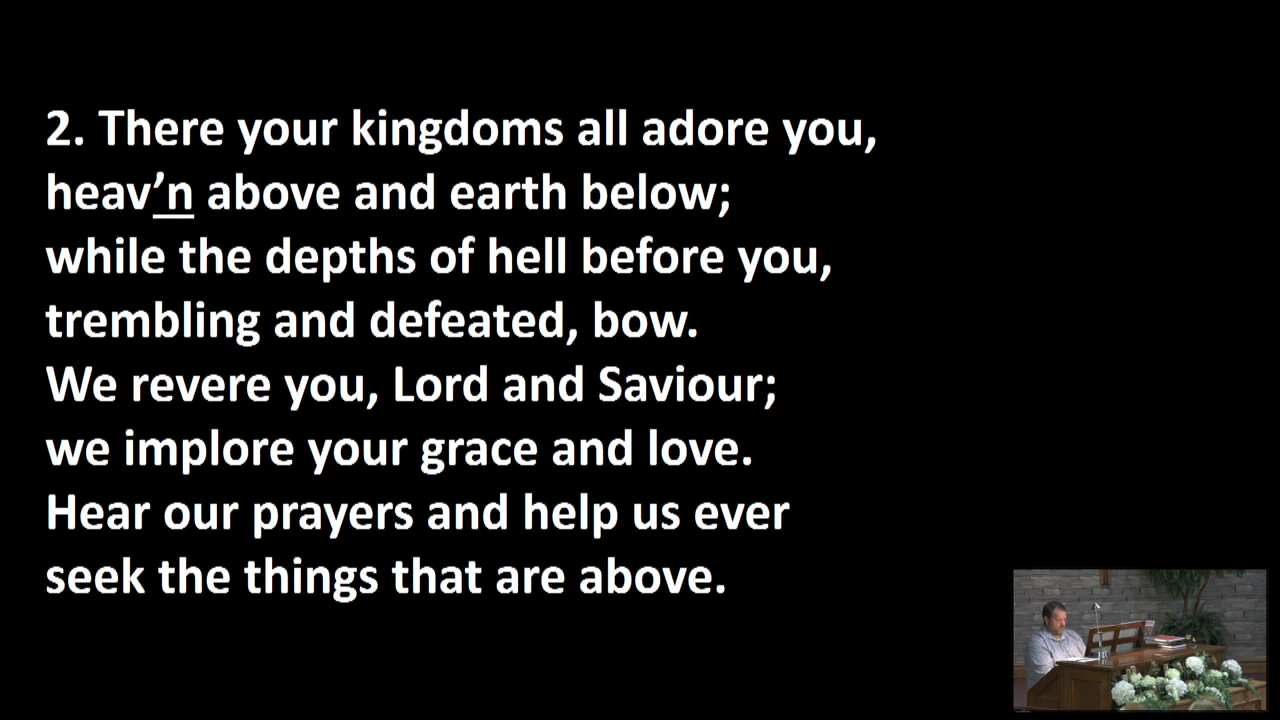 2. There your kingdoms all adore you,
heav’n above and earth below;
while the depths of hell before you,
trembling and defeated, bow.
We revere you, Lord and Saviour;
we implore your grace and love.
Hear our prayers and help us ever
seek the things that are above.